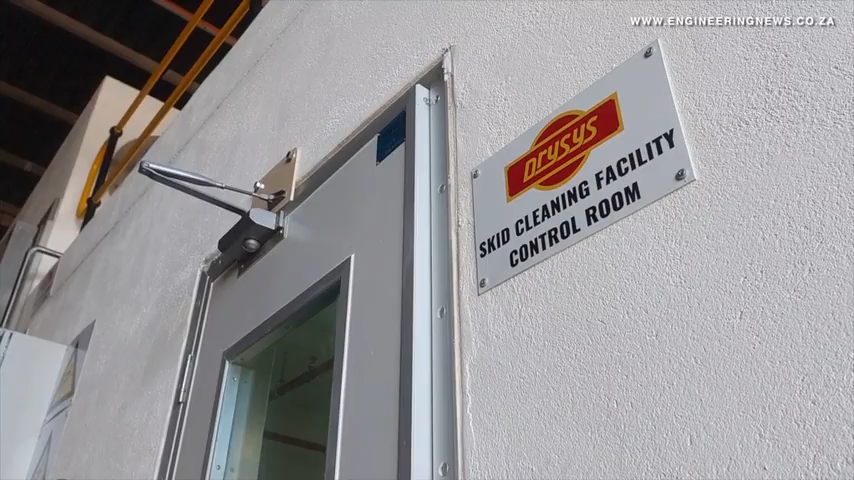 WWW.ENGINEERINGNEWS.CO.ZA
Drysys
SKID CLEANING FACILITY
CONTROL ROOM